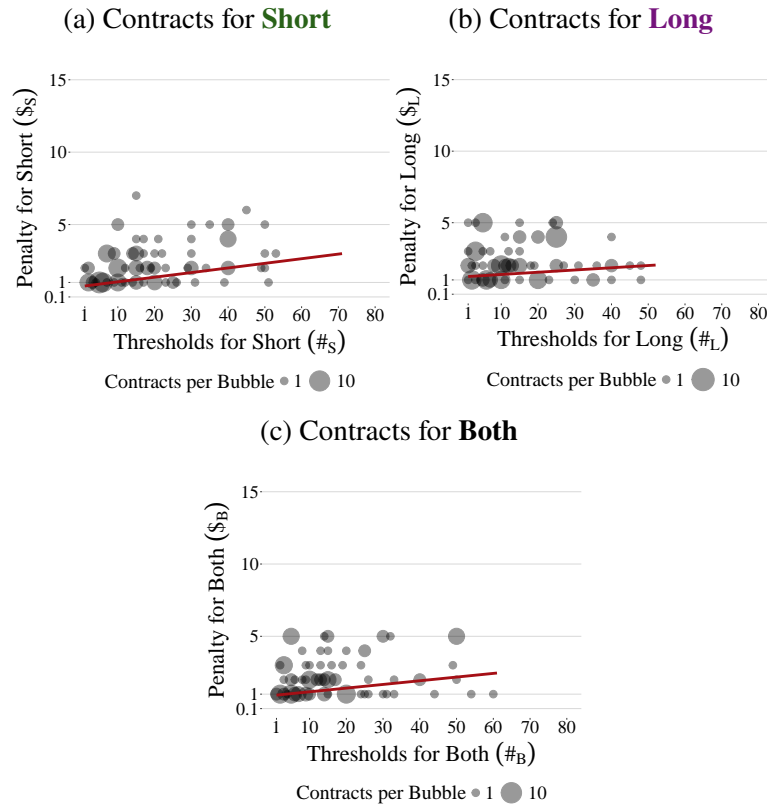 (a) Contracts for Short
15
10
5
1
0.1
Penalty for Short ($S)
1 10 20 30 40 50 60 70 80
Thresholds for Short (#S)
Contracts per Bubble 1 10
(b) Contracts for Long
15
10
5
1
0.1
Penalty for Long ($L)
1 10 20 30 40 50 60 70 80
Thresholds for Long (#L)
Contracts per Bubble 1 10
(c) Contracts for Both
15
10
5
1
0.1
Penalty for Both ($B)
1 10 20 30 40 50 60 70 80
Thresholds for Both (#B)
Contracts per Bubble 1 10